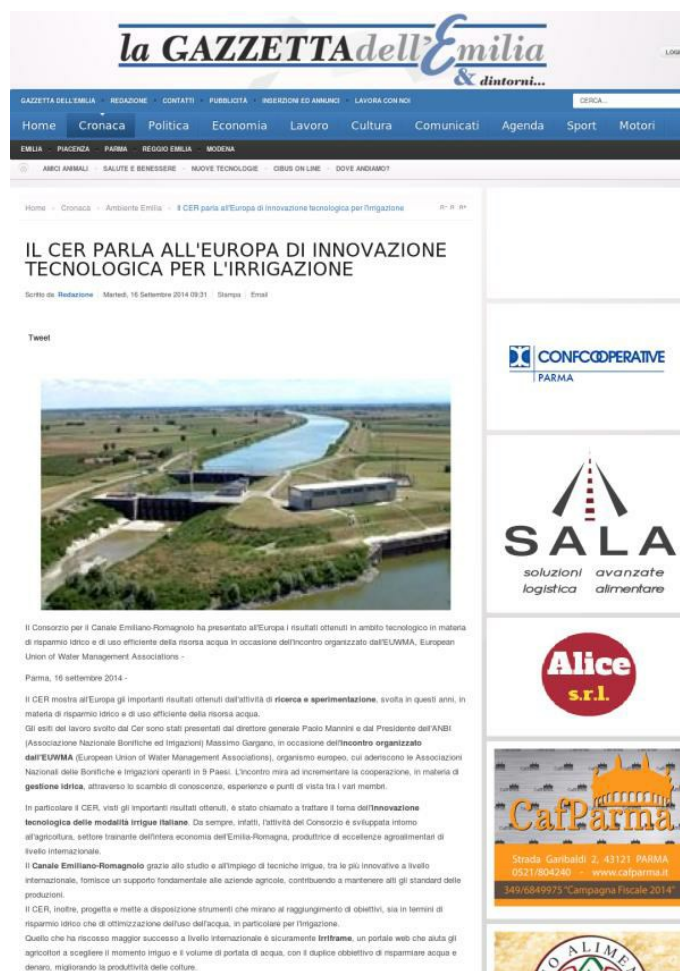 la GAZZETTA dell'Emilia
& dintorni...
GAZZETTA DELL'EMILIA REDAZIONE CONTATTI PUBBLICITÀ INSERZIONI ED ANNUNCI LAVORA CON NOI
CERCA...
Home Cronaca Politica Economia Lavoro Cultura Comunicati Agenda Sport Motori
EMILIA PIACENZA PARMA REGGIO EMILIA MODENA
AMICI ANIMALI SALUTE E BENESSERE NUOVE TECNOLOGIE CIBUS ON LINE DOVE ANDIAMO?
Home Cronaca Ambiente Emilia Il CER parla all'Europa di innovazione tecnologica per l'irrigazione
IL CER PARLA ALL'EUROPA DI INNOVAZIONE
TECNOLOGICA PER L'IRRIGAZIONE
Scritto da Redazione Martedì, 16 Settembre 2014 09:31 Stampa Email
Tweet
Il Consorzio per il Canale Emiliano-Romagnolo ha presentato all'Europa i risultati ottenuti in ambito tecnologico in materia
di risparmio idrico e di uso efficiente della risorsa acqua in occasione dell'incontro organizzato dall'EUWMA, European
Union of Water Management Associations -
Parma, 16 settembre 2014 -
Il CER mostra all'Europa gli importanti risultati ottenuti dall'attività di ricerca e sperimentazione, svolta in questi anni, in
materia di risparmio idrico e di uso efficiente della risorsa acqua.
Gli esiti del lavoro svolto dal Cer sono stati presentati dal direttore generale Paolo Mannini e dal Presidente dell'ANBI
(Associazione Nazionale Bonifiche ed Irrigazioni) Massimo Gargano, in occasione dell'incontro organizzato
dall'EUWMA (European Union of Water Management Associations), organismo europeo, cui aderiscono le Associazioni
Nazionali delle Bonifiche e Irrigazioni operanti in 9 Paesi. L'incontro mira ad incrementare la cooperazione, in materia di
gestione idrica, attraverso lo scambio di conoscenze, esperienze e punti di vista tra i vari membri.
In particolare il CER, visti gli importanti risultati ottenuti, è stato chiamato a trattare il tema dell'Innovazione
tecnologica delle modalità irrigue italiane. Da sempre, infatti, l'attività del Consorzio è sviluppata intorno
all'agricoltura, settore trainante dell'intera economia dell'Emilia-Romagna, produttrice di eccellenze agroalimentari di
livello internazionale.
Il Canale Emiliano-Romagnolo grazie allo studio e all'impiego di tecniche irrigue, tra le più innovative a livello
internazionale, fornisce un supporto fondamentale alle aziende agricole, contribuendo a mantenere alti gli standard delle
produzioni.
Il CER, inoltre, progetta e mette a disposizione strumenti che mirano al raggiungimento di obiettivi, sia in termini di
risparmio idrico che di ottimizzazione dell'uso dell'acqua, in particolare per l'irrigazione.
Quello che ha riscosso maggior successo a livello internazionale è sicuramente Irriframe, un portale web che aiuta gli
agricoltori a scegliere il momento irriguo e il volume di portata di acqua, con il duplice obbiettivo di risparmiare acqua e
denaro, migliorando la produttività delle colture.
CONFCOOPERATIVE
PARMA
SALA
soluzioni avanzate
logistica alimentare
Alice
s.r.l.
CafParma
Strada Garibaldi 2, 43121 PARMA
0521/804240 - www.cafparma.it
349/6849975 "Campagna Fiscale 2014"